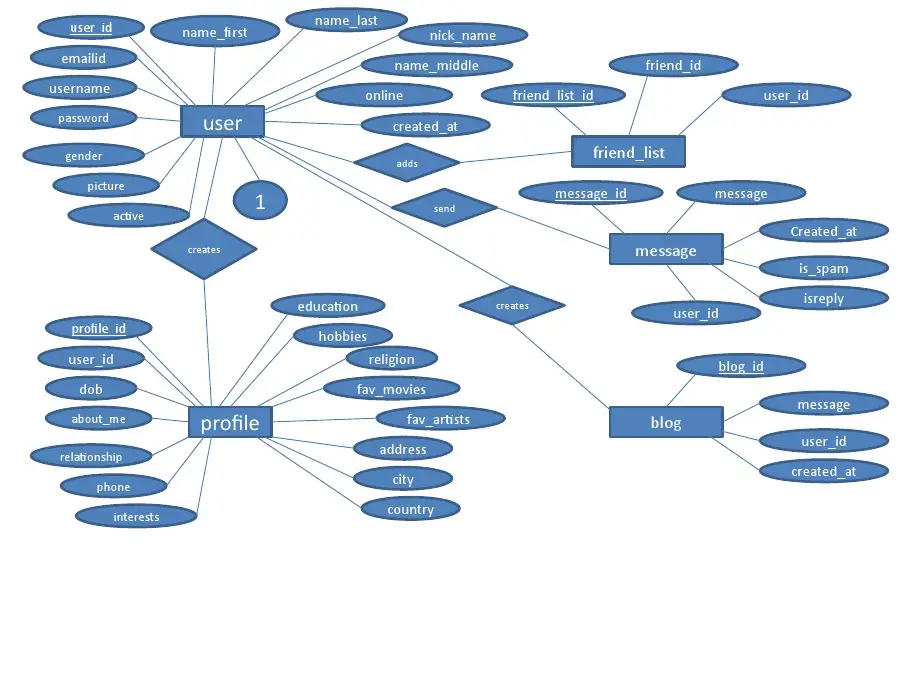 user_id
name_first
name_last
nick_name
emailid
name_middle
username
online
password
created_at
gender
picture
active
user
1
adds
send
creates
creates
friend_id
friend_list_id
user_id
friend_list
message_id
message
message
Created_at
is_spam
isreply
user_id
profile_id
user_id
dob
about_me
relationship
phone
interests
profile
education
hobbies
religion
fav_movies
fav_artists
address
city
country
blog_id
blog
message
user_id
created_at